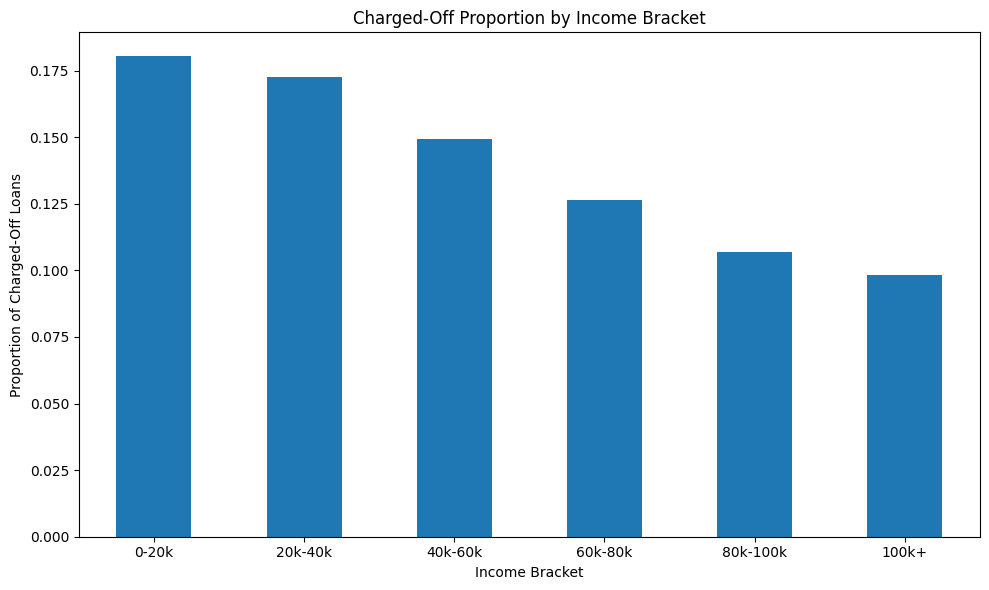 Charged-Off Proportion by Income Bracket
Proportion of Charged-Off Loans
0.175
0.150
0.125
0.100
0.075
0.050
0.025
0.000
0-20k
20k-40k
40k-60k
60k-80k
80k-100k
100k+
Income Bracket